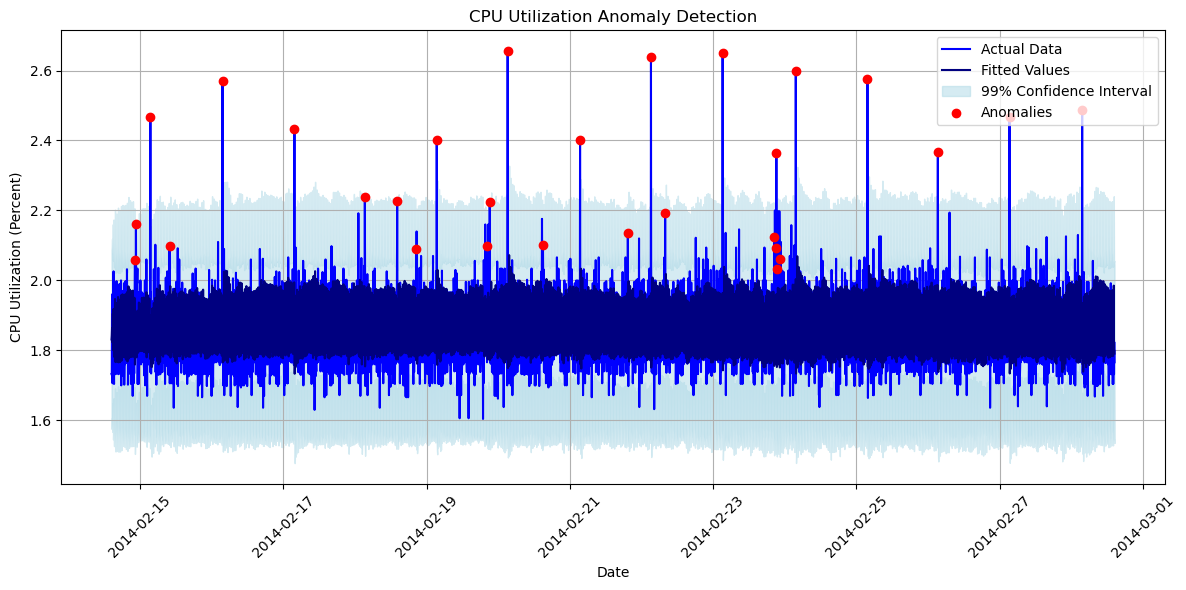 CPU Utilization Anomaly Detection
Actual Data
Fitted Values
99% Confidence Interval
Anomalies
CPU Utilization (Percent)
2.6
2.4
2.2
2.0
1.8
1.6
2014-02-15
2014-02-17
2014-02-19
2014-02-21
2014-02-23
2014-02-25
2014-02-27
2014-03-01
Date